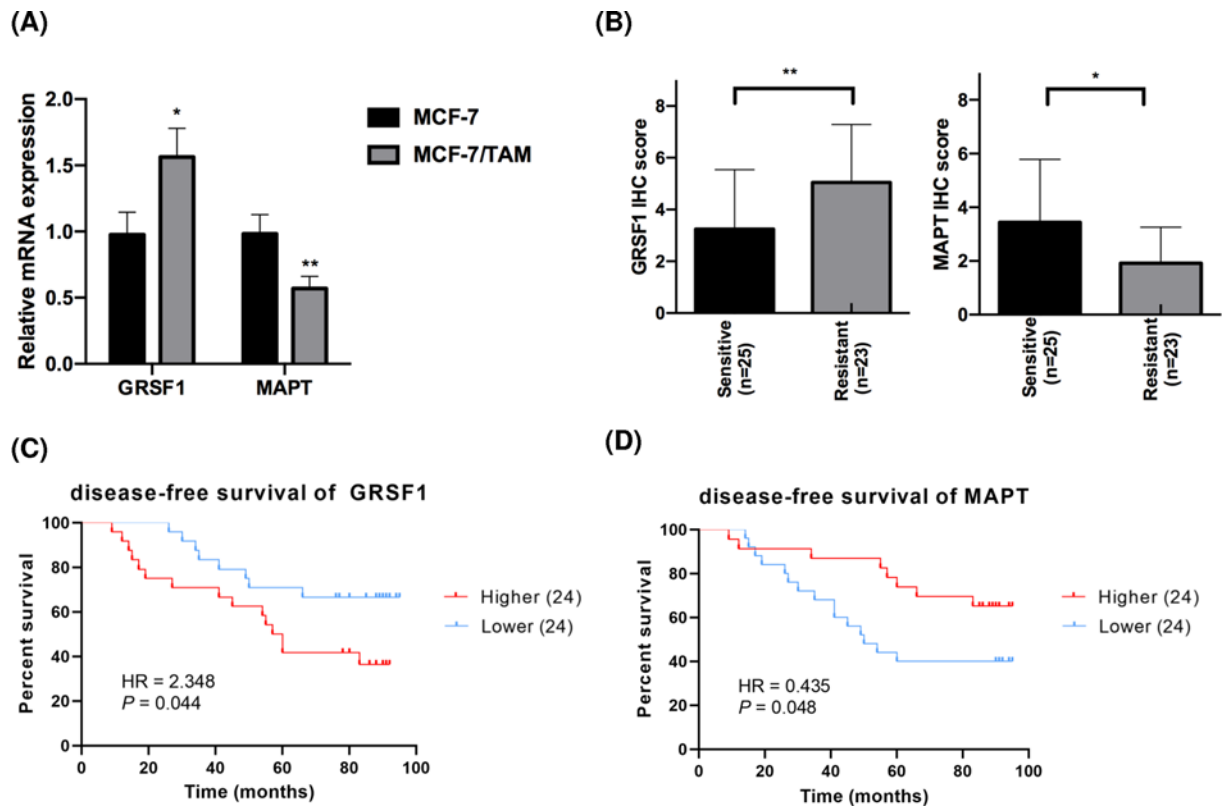 (A)
Relative mRNA expression
2.0
1.5
1.0
0.5
0.0
*
**
GRSF1
MAPT
MCF-7
MCF-7/TAM
(B)
GRSF1 IHC score
8
6
4
2
0
**
Sensitive
(n=25)
Resistant
(n=23)
MAPT IHC score
8
6
4
2
0
*
Sensitive
(n=25)
Resistant
(n=23)
(C)
disease-free survival of GRSF1
Percent survival
100
80
60
40
20
0
HR = 2.348
P = 0.044
0 20 40 60 80 100
Time (months)
Higher (24)
Lower (24)
(D)
disease-free survival of MAPT
Percent survival
100
80
60
40
20
0
HR = 0.435
P = 0.048
0 20 40 60 80 100
Time (months)
Higher (24)
Lower (24)